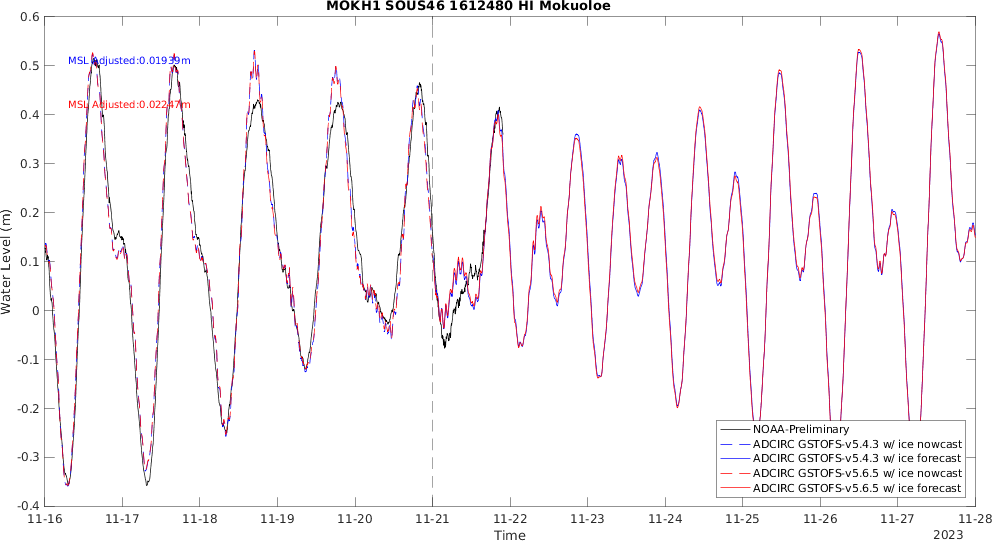 MOKH1 SOUS46 1612480 HI Mokuoloe
Water Level (m)
0.6
0.5
0.4
0.3
0.2
0.1
0
-0.1
-0.2
-0.3
-0.4
MSL Adjusted:0.01939m
MSL Adjusted:0.02247m
NOAA-Preliminary
ADCIRC GSTOFS-v5.4.3 w/ ice nowcast
ADCIRC GSTOFS-v5.4.3 w/ ice forecast
ADCIRC GSTOFS-v5.6.5 w/ ice nowcast
ADCIRC GSTOFS-v5.6.5 w/ ice forecast
11-16 11-17 11-18 11-19 11-20 11-21 11-22 11-23 11-24 11-25 11-26 11-27 11-28
Time
2023